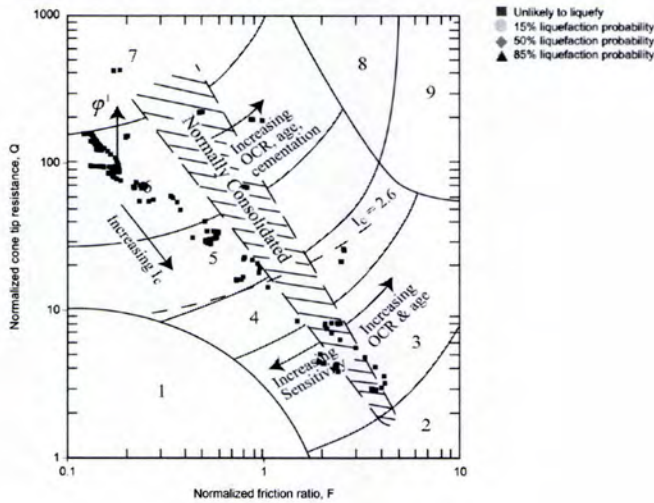 1000
100
10
1
Normalized cone tip resistance, Q
0.1
1
10
Normalized friction ratio, F
Unlikely to liquefy
15% liquefaction probability
50% liquefaction probability
85% liquefaction probability
7
8
9
φ'
Increasing
OCR, age,
cementation
Normally Consolidated
6
Ic = 2.6
Increasing Ic
5
4
Increasing
OCR & age
3
Increasing
Sensitivity
1
2